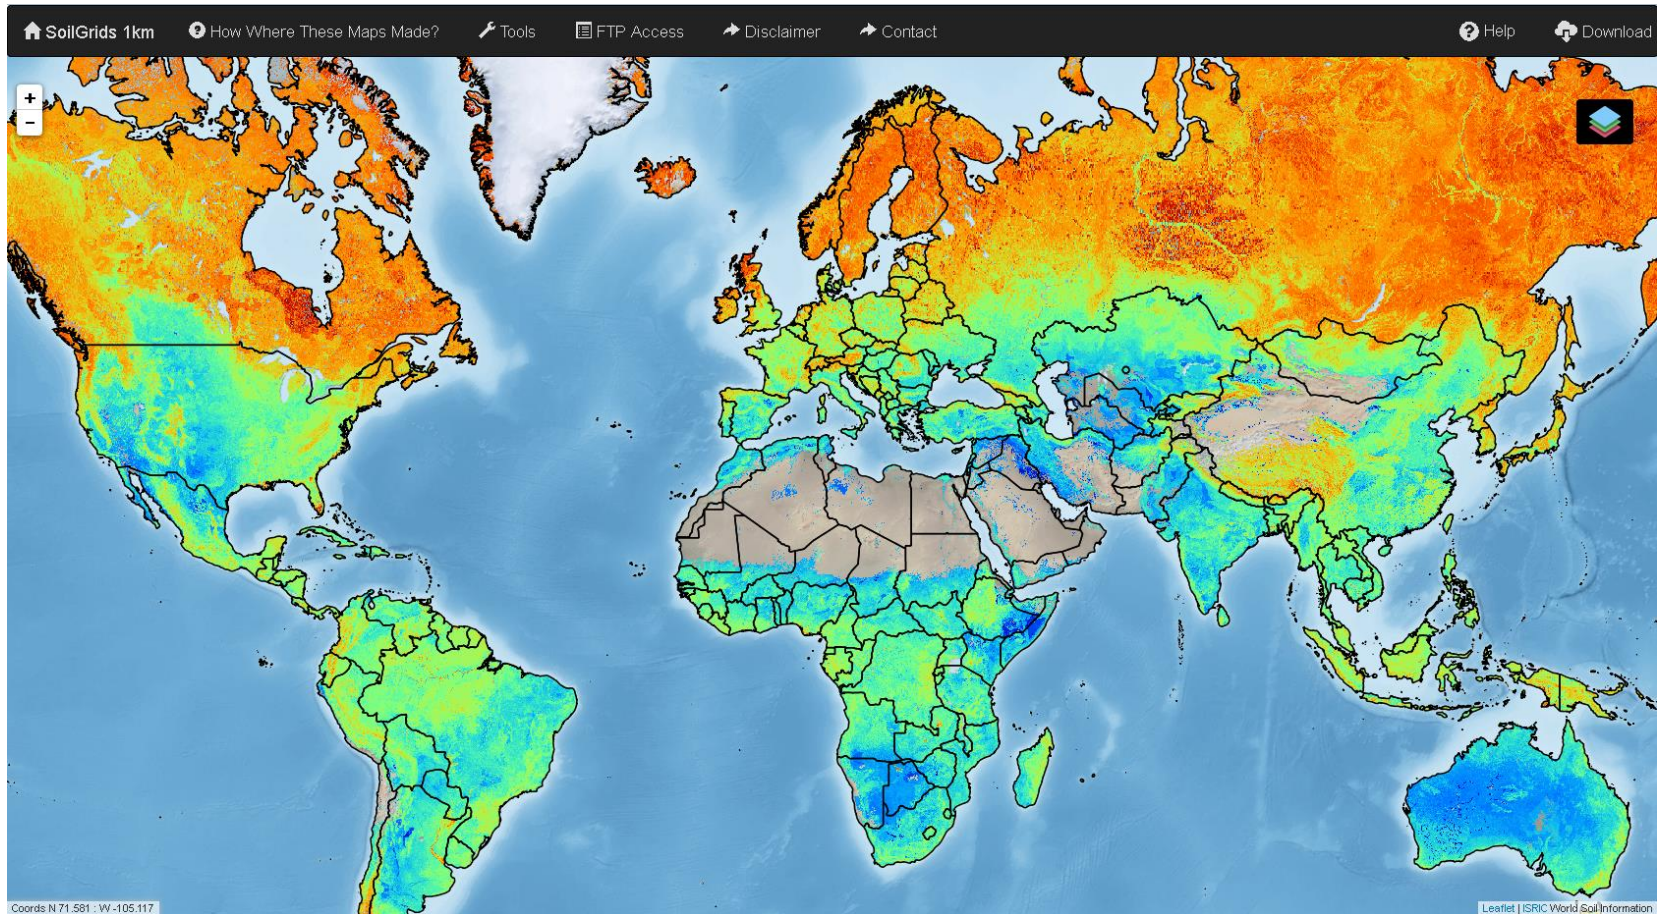 SoilGrids 1km How Where These Maps Made? Tools FTP Access Disclaimer Contact Help Download
+
−
Coords N 71.581 : W -105.117
Leaflet | ISRIC World Soil Information